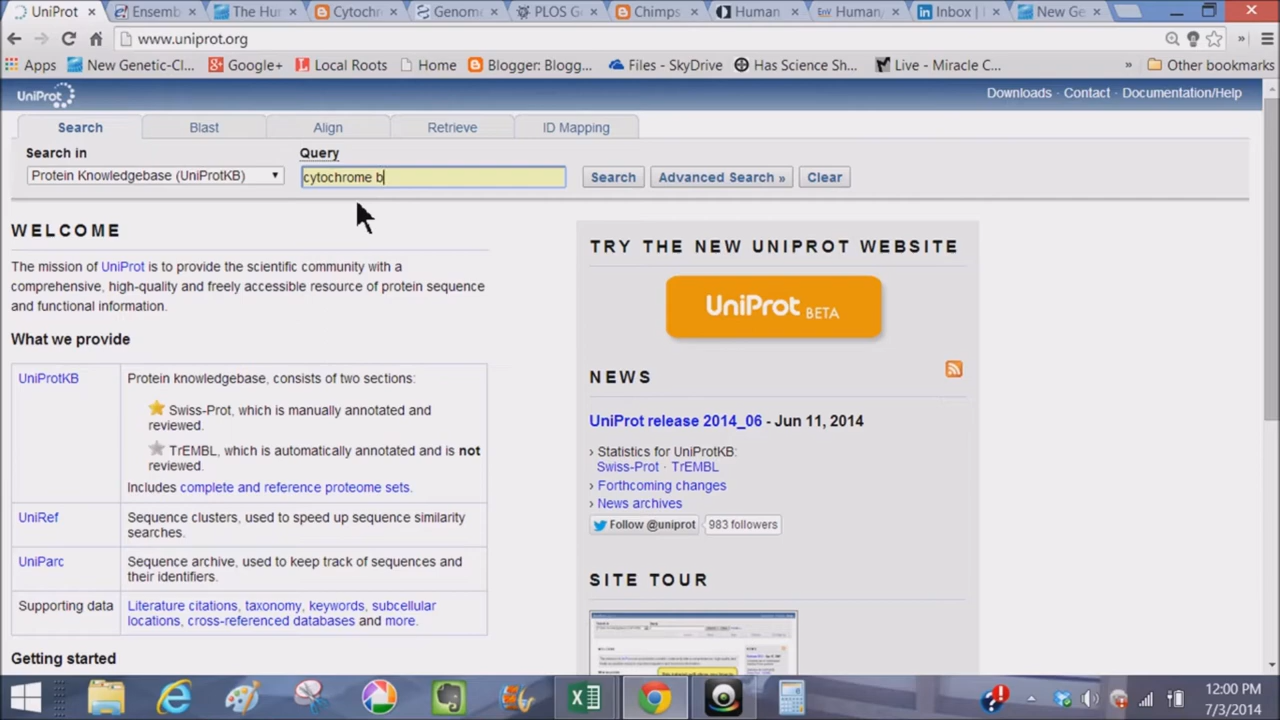 UniProt
Ensemb
The Hu
Cytochr
Genom
PLOS G
Chimps
Human
Human
Inbox |
New Ge
www.uniprot.org
Apps
New Genetic-Cl...
Google+
Local Roots
Home
Blogger: Blogg...
Files - SkyDrive
Has Science Sh...
Live - Miracle C...
»
Other bookmarks
UniProt
Downloads · Contact · Documentation/Help
Search
Blast
Align
Retrieve
ID Mapping
Search in
Query
Protein Knowledgebase (UniProtKB)
cytochrome b
Search
Advanced Search »
Clear
WELCOME
The mission of UniProt is to provide the scientific community with a
comprehensive, high-quality and freely accessible resource of protein sequence
and functional information.
What we provide
UniProtKB
Protein knowledgebase, consists of two sections:
Swiss-Prot, which is manually annotated and
reviewed.
TrEMBL, which is automatically annotated and is not
reviewed.
Includes complete and reference proteome sets.
UniRef
Sequence clusters, used to speed up sequence similarity
searches.
UniParc
Sequence archive, used to keep track of sequences and
their identifiers.
Supporting data
Literature citations, taxonomy, keywords, subcellular
locations, cross-referenced databases and more.
Getting started
TRY THE NEW UNIPROT WEBSITE
UniProt BETA
NEWS
UniProt release 2014_06 - Jun 11, 2014
› Statistics for UniProtKB:
Swiss-Prot · TrEMBL
› Forthcoming changes
› News archives
Follow @uniprot
983 followers
SITE TOUR
12:00 PM
7/3/2014